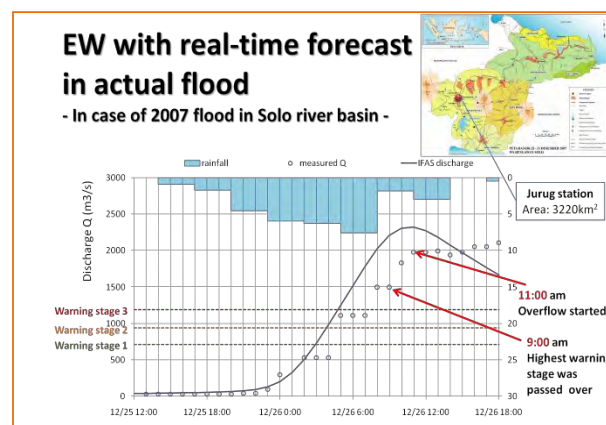 EW with real-time forecast
in actual flood
- In case of 2007 flood in Solo river basin -
rainfall
measured Q
IFAS discharge
Jurug station
Area: 3220km²
Discharge Q (m3/s)
3000
2500
2000
1500
1000
500
0
0
5
10
15
20
25
30
Warning stage 3
Warning stage 2
Warning stage 1
11:00 am
Overflow started
9:00 am
Highest warning
stage was
passed over
12/25 12:00
12/25 18:00
12/26 0:00
12/26 6:00
12/26 12:00
12/26 18:00